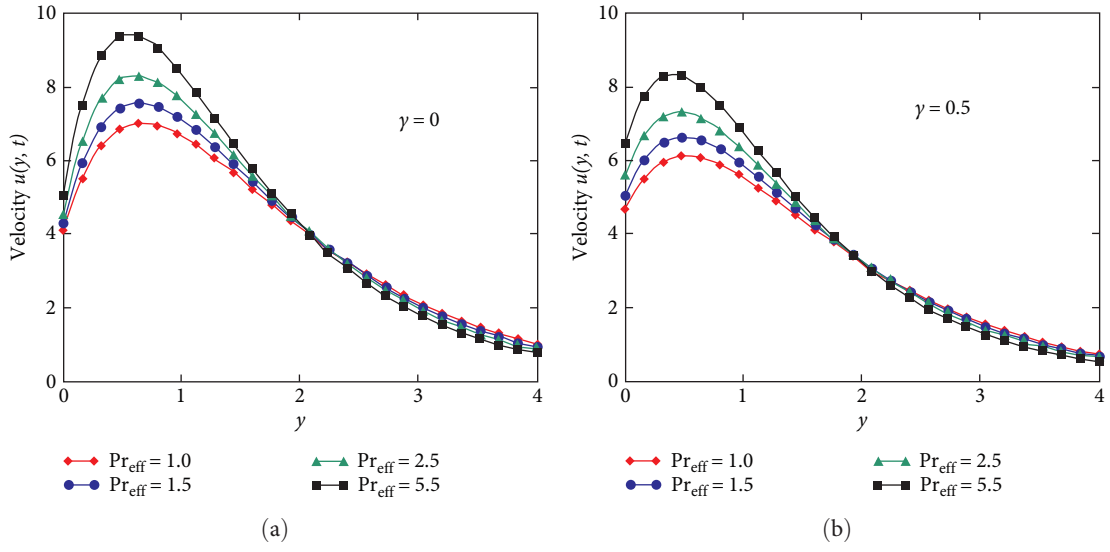 10
8
6
4
2
0
Velocity u(y, t)
γ = 0
0 1 2 3 4
y
Pr_eff = 1.0 Pr_eff = 2.5
Pr_eff = 1.5 Pr_eff = 5.5
(a)
10
8
6
4
2
0
Velocity u(y, t)
γ = 0.5
0 1 2 3 4
y
Pr_eff = 1.0 Pr_eff = 2.5
Pr_eff = 1.5 Pr_eff = 5.5
(b)